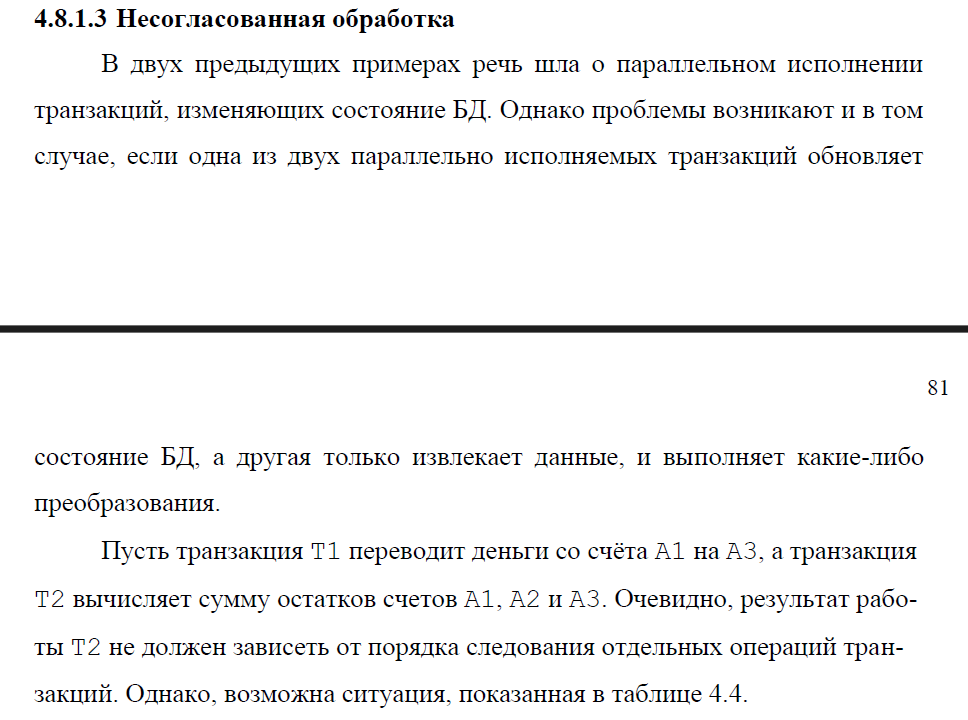 4.8.1.3 Несогласованная обработка
В двух предыдущих примерах речь шла о параллельном исполнении
транзакций, изменяющих состояние БД. Однако проблемы возникают и в том
случае, если одна из двух параллельно исполняемых транзакций обновляет
81
состояние БД, а другая только извлекает данные, и выполняет какие-либо
преобразования.
Пусть транзакция T1 переводит деньги со счёта A1 на A3, а транзакция
T2 вычисляет сумму остатков счетов A1, A2 и A3. Очевидно, результат рабо-
ты T2 не должен зависеть от порядка следования отдельных операций тран-
закций. Однако, возможна ситуация, показанная в таблице 4.4.